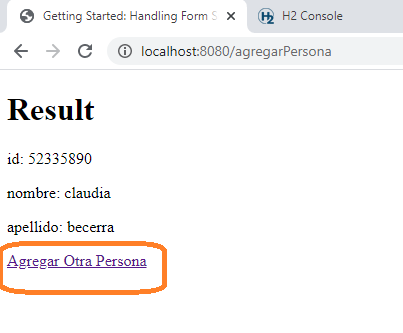 Getting Started: Handling Form S
H2 Console
localhost:8080/agregarPersona
Result
id: 52335890
nombre: claudia
apellido: becerra
Agregar Otra Persona